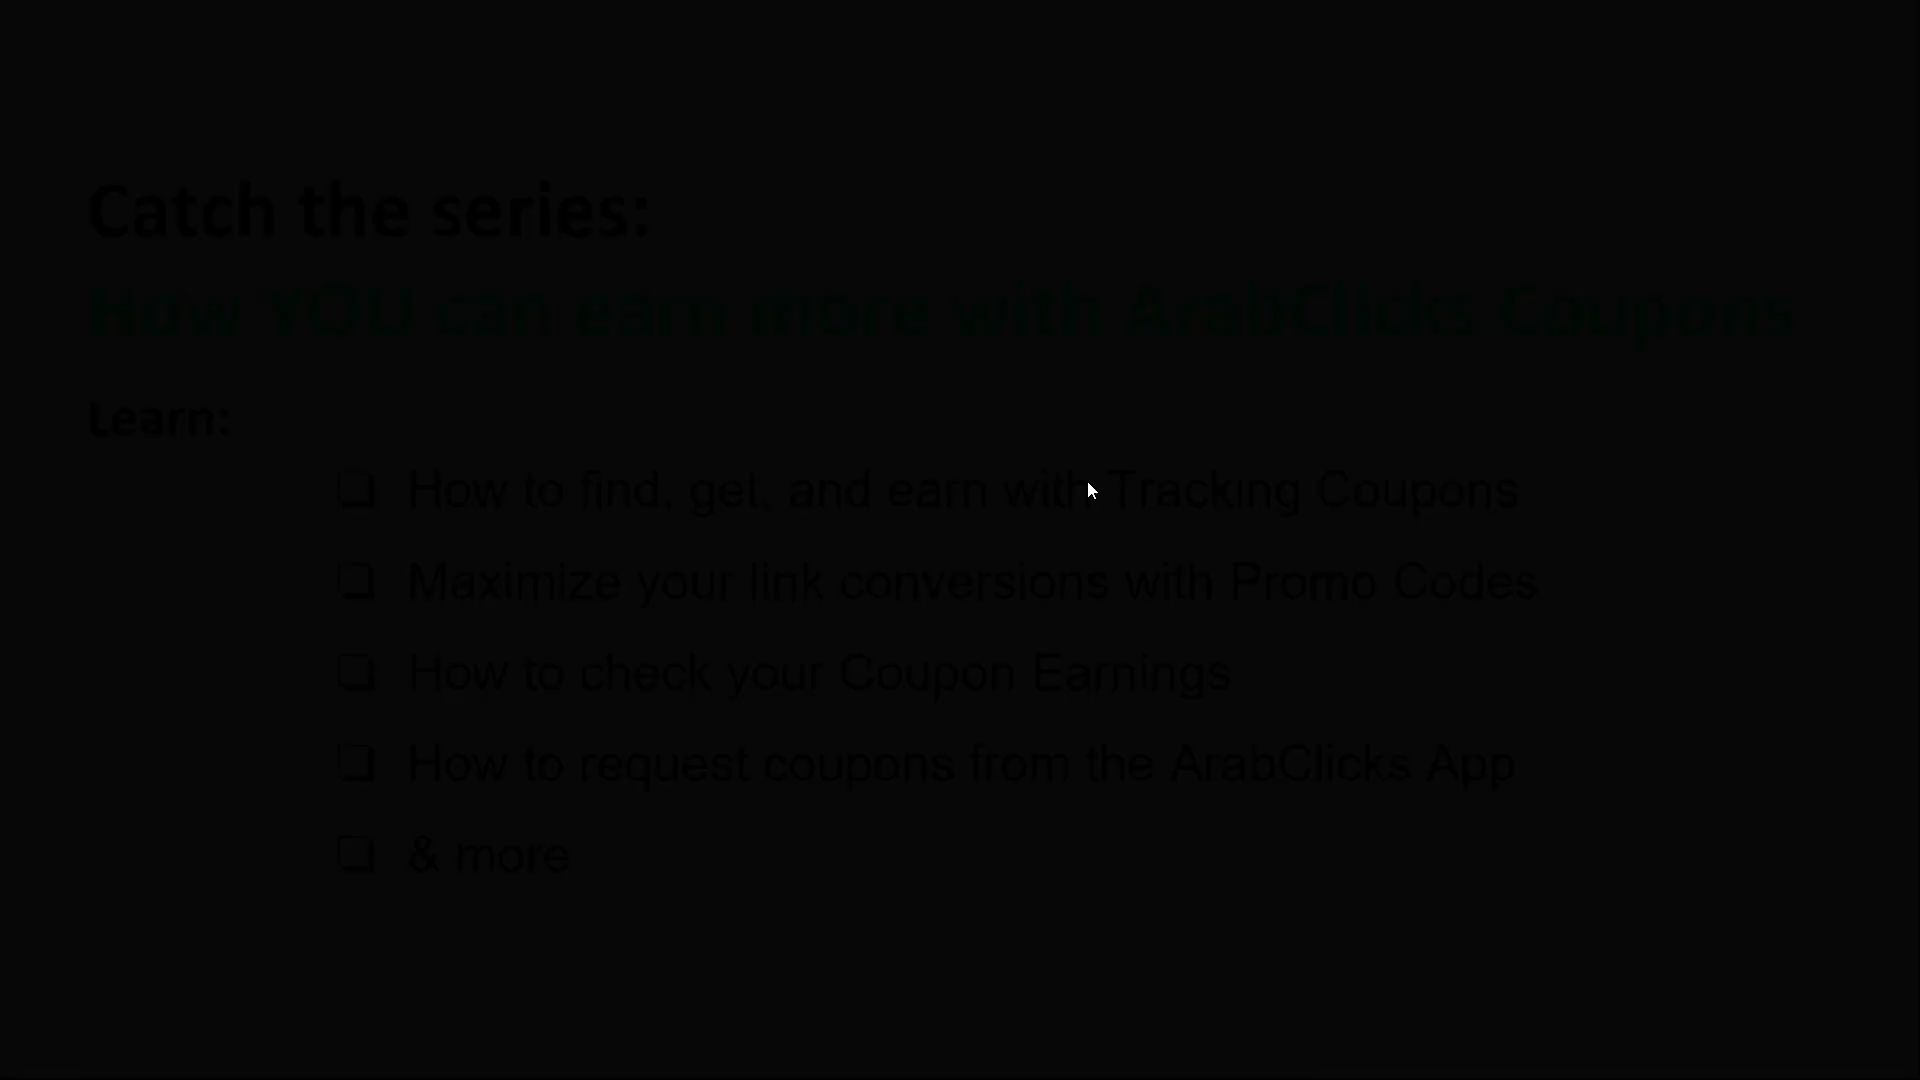 Catch the series:
How YOU can earn more with ArabClicks Coupons
Learn:
❏ How to find, get, and earn with Tracking Coupons
❏ Maximize your link conversions with Promo Codes
❏ How to check your Coupon Earnings
❏ How to request coupons from the ArabClicks App
❏ & more